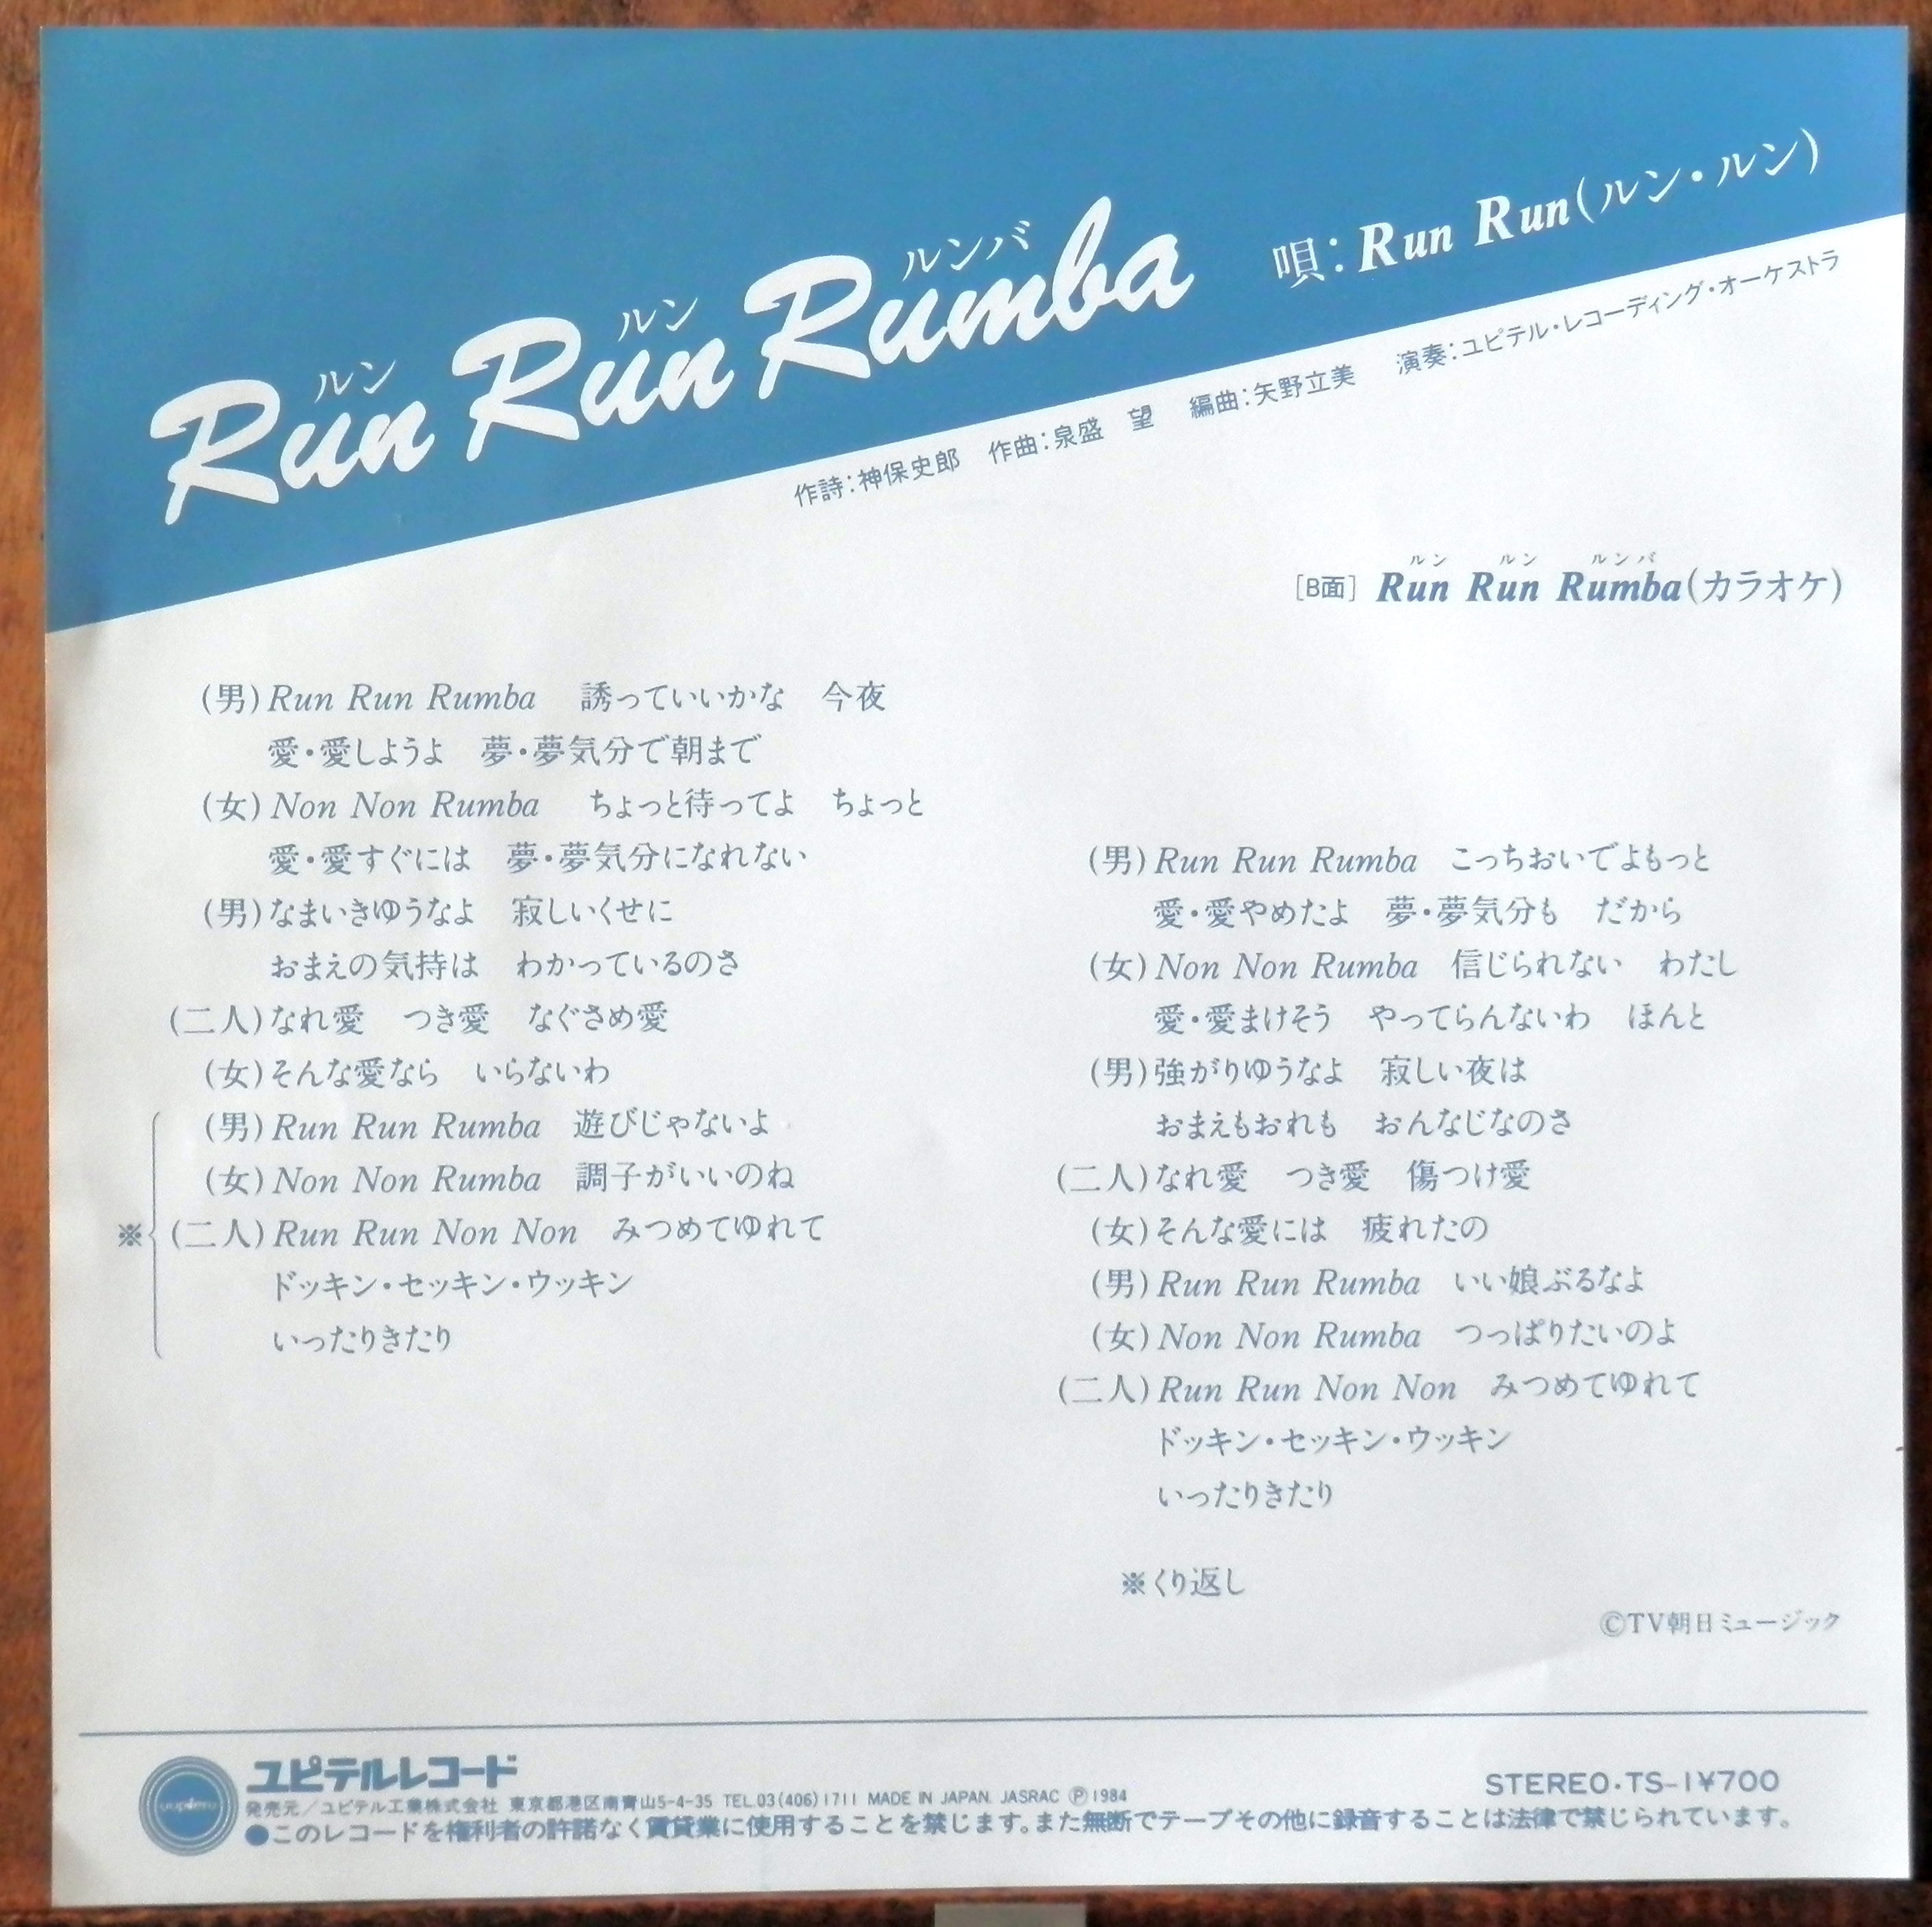 ルン ルン ルンバ
Run Run Rumba 唄：Run Run（ルン・ルン）
作詩：神保史郎 作曲：泉盛 望 編曲：矢野立美 演奏：ユピテル・レコーディング・オーケストラ
ルン ルン ルンバ
［B面］ Run Run Rumba（カラオケ）
（男）Run Run Rumba 誘っていいかな 今夜
愛・愛しようよ 夢・夢気分で朝まで
（女）Non Non Rumba ちょっと待ってよ ちょっと
愛・愛すぐには 夢・夢気分になれない
（男）なまいきゆうなよ 寂しいくせに
おまえの気持は わかっているのさ
（二人）なれ愛 つき愛 なぐさめ愛
（女）そんな愛なら いらないわ
（男）Run Run Rumba 遊びじゃないよ
（女）Non Non Rumba 調子がいいのね
※（二人）Run Run Non Non みつめてゆれて
ドッキン・セッキン・ウッキン
いったりきたり
（男）Run Run Rumba こっちおいでよもっと
愛・愛やめたよ 夢・夢気分も だから
（女）Non Non Rumba 信じられない わたし
愛・愛まけそう やってらんないわ ほんと
（男）強がりゆうなよ 寂しい夜は
おまえもおれも おんなじなのさ
（二人）なれ愛 つき愛 傷つけ愛
（女）そんな愛には 疲れたの
（男）Run Run Rumba いい娘ぶるなよ
（女）Non Non Rumba つっぱりたいのよ
（二人）Run Run Non Non みつめてゆれて
ドッキン・セッキン・ウッキン
いったりきたり
※くり返し
©TV朝日ミュージック
yupiteru
ユピテルレコード
STEREO・TS-1¥700
発売元／ユピテル工業株式会社 東京都港区南青山5-4-35 TEL.03(406)1711 MADE IN JAPAN. JASRAC Ⓟ1984
●このレコードを権利者の許諾なく賃貸業に使用することを禁じます。また無断でテープその他に録音することは法律で禁じられています。